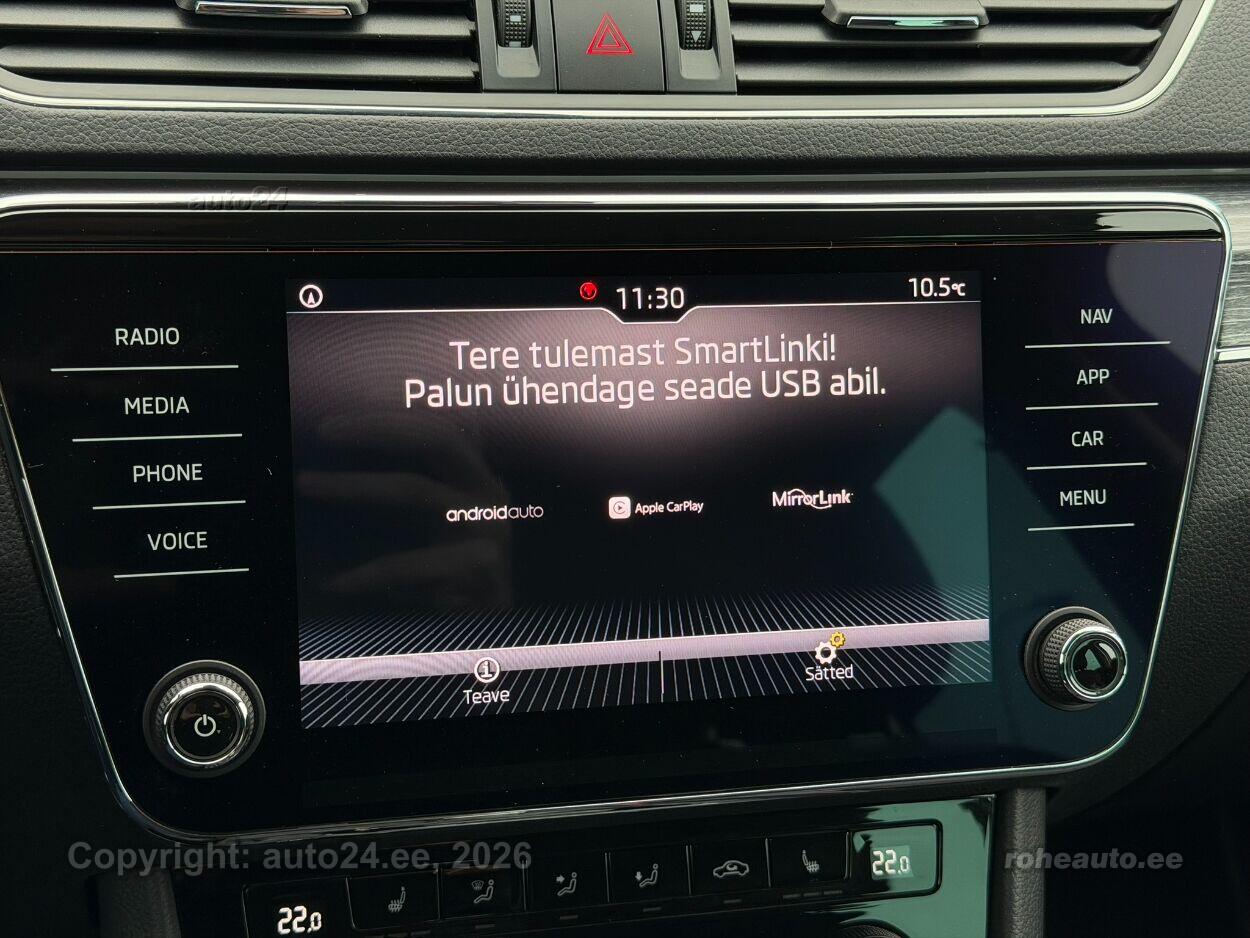 auto24
11:30
10.5°C
RADIO
MEDIA
PHONE
VOICE
Tere tulemast SmartLinki!
Palun ühendage seade USB abil.
androidauto
Apple CarPlay
MirrorLink
Teave
Sätted
NAV
APP
CAR
MENU
Copyright: auto24.ee, 2026
roheauto.ee
22.0
22.0